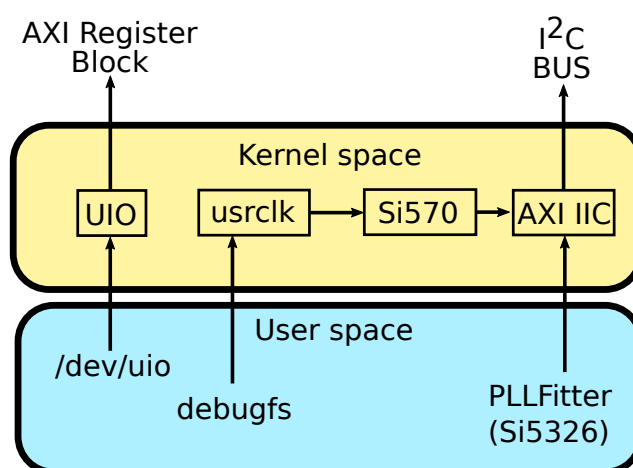 AXI Register
Block
I²C
BUS
Kernel space
UIO
usrclk
Si570
AXI IIC
User space
/dev/uio
debugfs
PLLFitter
(Si5326)